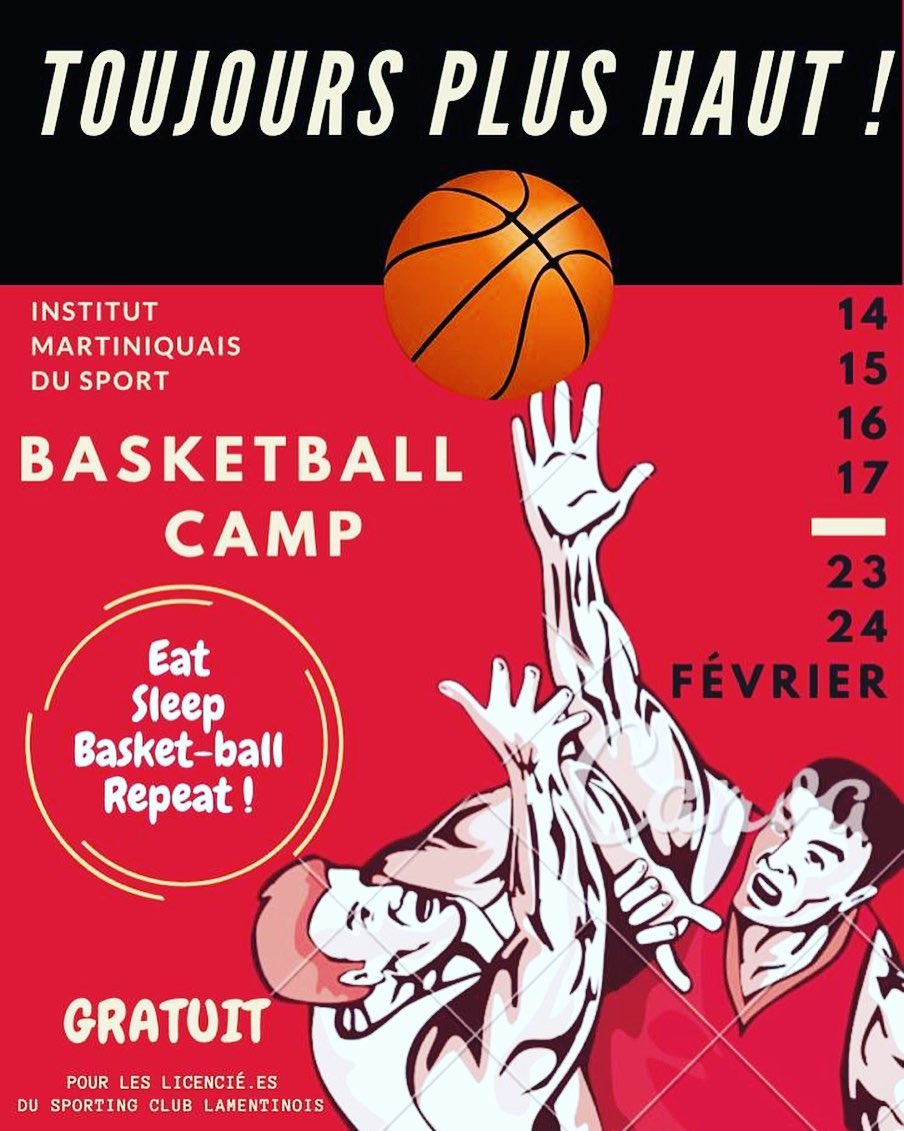 TOUJOURS PLUS HAUT !
INSTITUT
MARTINIQUAIS
DU SPORT
BASKETBALL
CAMP
14
15
16
17
23
24
FÉVRIER
Eat
Sleep
Basket-ball
Repeat !
Canva
GRATUIT
POUR LES LICENCIÉ.ES
DU SPORTING CLUB LAMENTINOIS